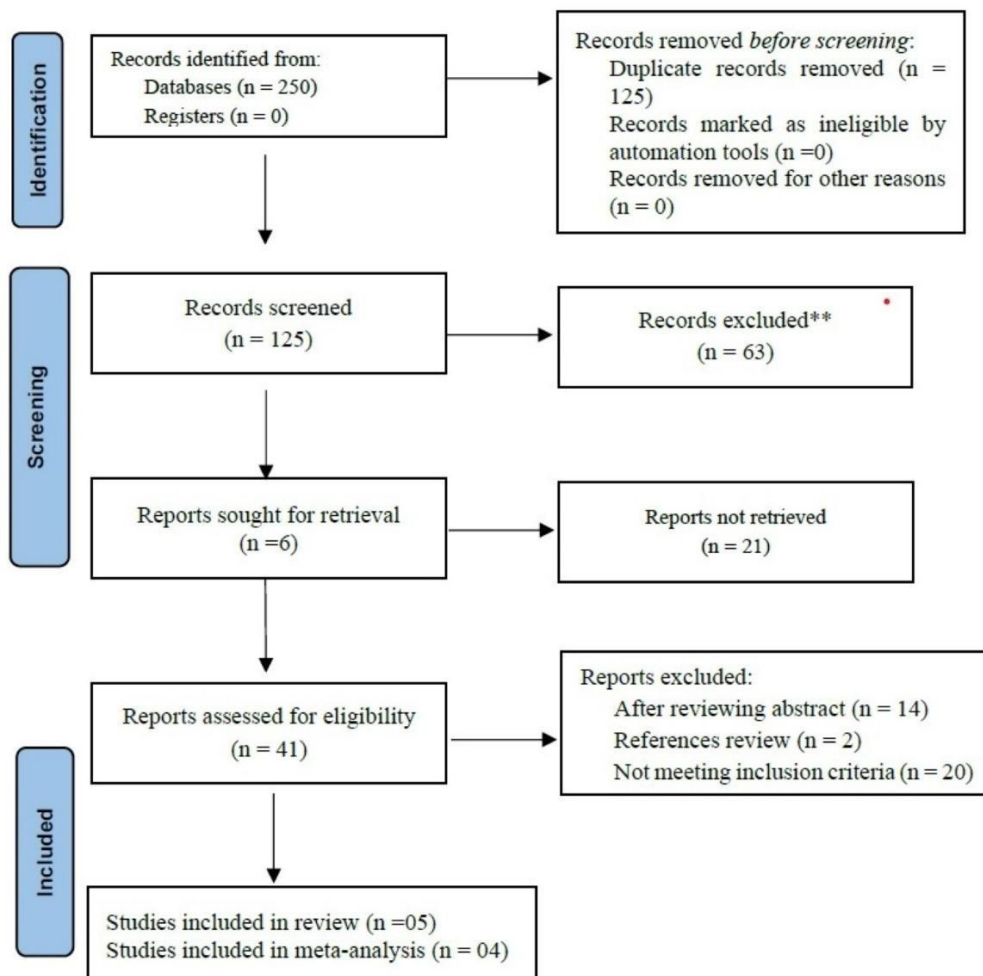 Identification
Records identified from:
Databases (n = 250)
Registers (n = 0)
Records removed before screening:
Duplicate records removed (n =
125)
Records marked as ineligible by
automation tools (n =0)
Records removed for other reasons
(n = 0)
Screening
Records screened
(n = 125)
Records excluded**
(n = 63)
Reports sought for retrieval
(n =6)
Reports not retrieved
(n = 21)
Reports assessed for eligibility
(n = 41)
Reports excluded:
After reviewing abstract (n = 14)
References review (n = 2)
Not meeting inclusion criteria (n = 20)
Included
Studies included in review (n =05)
Studies included in meta-analysis (n = 04)